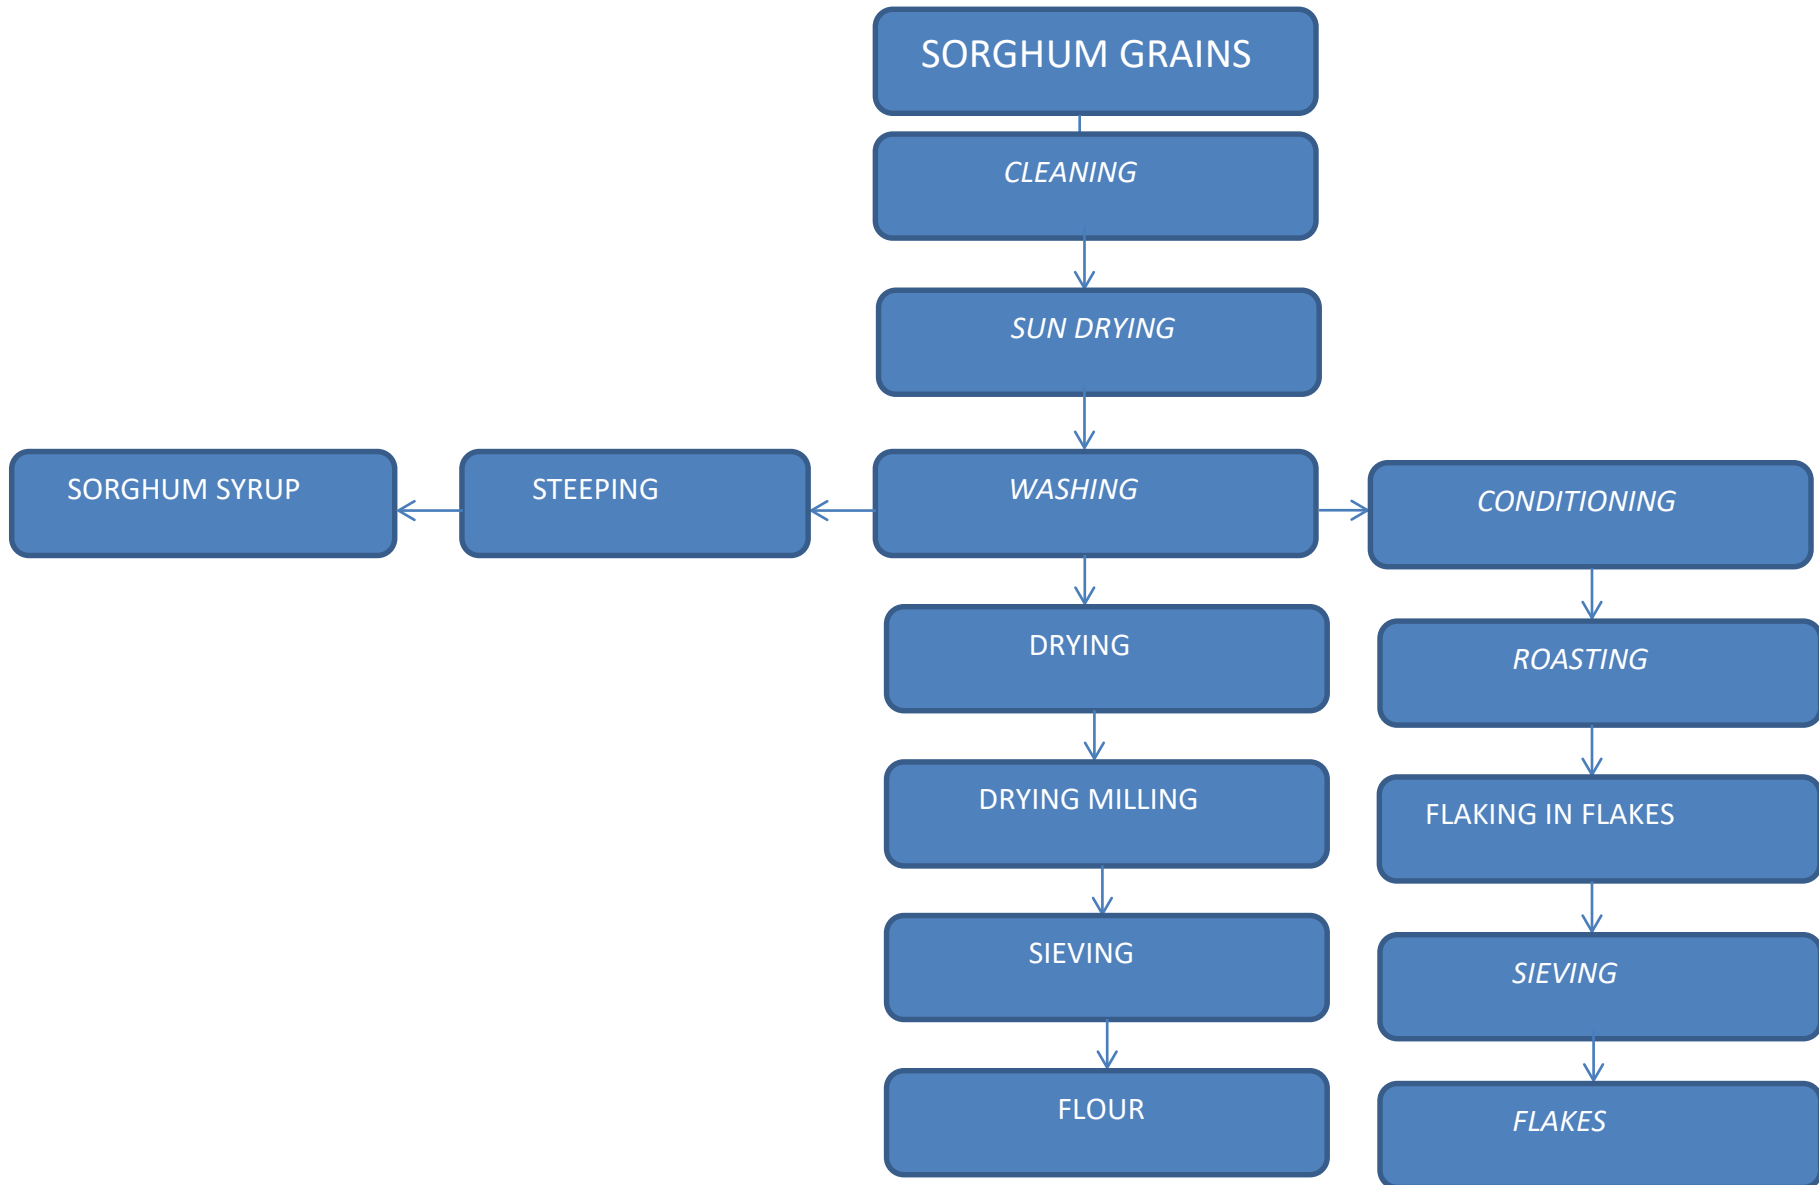 SORGHUM GRAINS
CLEANING
SUN DRYING
SORGHUM SYRUP
STEEPING
WASHING
CONDITIONING
DRYING
ROASTING
DRYING MILLING
FLAKING IN FLAKES
SIEVING
SIEVING
FLOUR
FLAKES